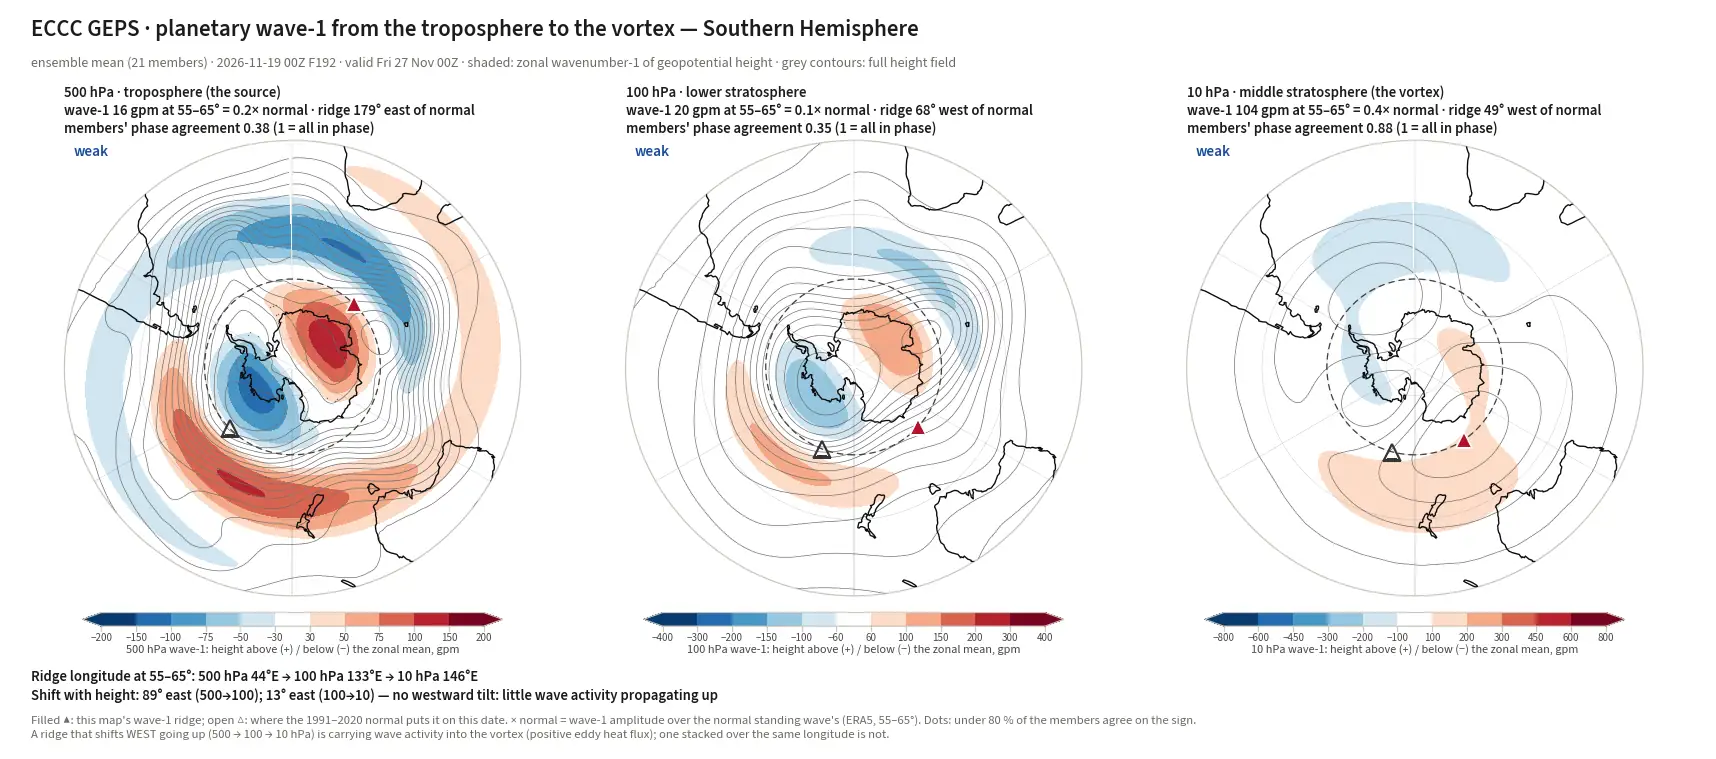 ECCC GEPS · planetary wave-1 from the troposphere to the vortex — Southern Hemisphere
ensemble mean (21 members) · 2026-11-19 00Z F192 · valid Fri 27 Nov 00Z · shaded: zonal wavenumber-1 of geopotential height · grey contours: full height field
500 hPa · troposphere (the source)
wave-1 16 gpm at 55–65° = 0.2× normal · ridge 179° east of normal
members' phase agreement 0.38 (1 = all in phase)
weak
100 hPa · lower stratosphere
wave-1 20 gpm at 55–65° = 0.1× normal · ridge 68° west of normal
members' phase agreement 0.35 (1 = all in phase)
weak
10 hPa · middle stratosphere (the vortex)
wave-1 104 gpm at 55–65° = 0.4× normal · ridge 49° west of normal
members' phase agreement 0.88 (1 = all in phase)
weak
−200 −150 −100 −75 −50 −30 30 50 75 100 150 200
500 hPa wave-1: height above (+) / below (−) the zonal mean, gpm
−400 −300 −200 −150 −100 −60 60 100 150 200 300 400
100 hPa wave-1: height above (+) / below (−) the zonal mean, gpm
−800 −600 −450 −300 −200 −100 100 200 300 450 600 800
10 hPa wave-1: height above (+) / below (−) the zonal mean, gpm
Ridge longitude at 55–65°: 500 hPa 44°E → 100 hPa 133°E → 10 hPa 146°E
Shift with height: 89° east (500→100); 13° east (100→10) — no westward tilt: little wave activity propagating up
Filled ▲: this map's wave-1 ridge; open △: where the 1991–2020 normal puts it on this date. × normal = wave-1 amplitude over the normal standing wave's (ERA5, 55–65°). Dots: under 80 % of the members agree on the sign.
A ridge that shifts WEST going up (500 → 100 → 10 hPa) is carrying wave activity into the vortex (positive eddy heat flux); one stacked over the same longitude is not.